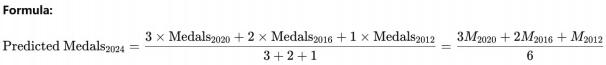 Formula:
Predicted Medals₂₀₂₄ = (3 × Medals₂₀₂₀ + 2 × Medals₂₀₁₆ + 1 × Medals₂₀₁₂) / (3 + 2 + 1) = (3M₂₀₂₀ + 2M₂₀₁₆ + M₂₀₁₂) / 6